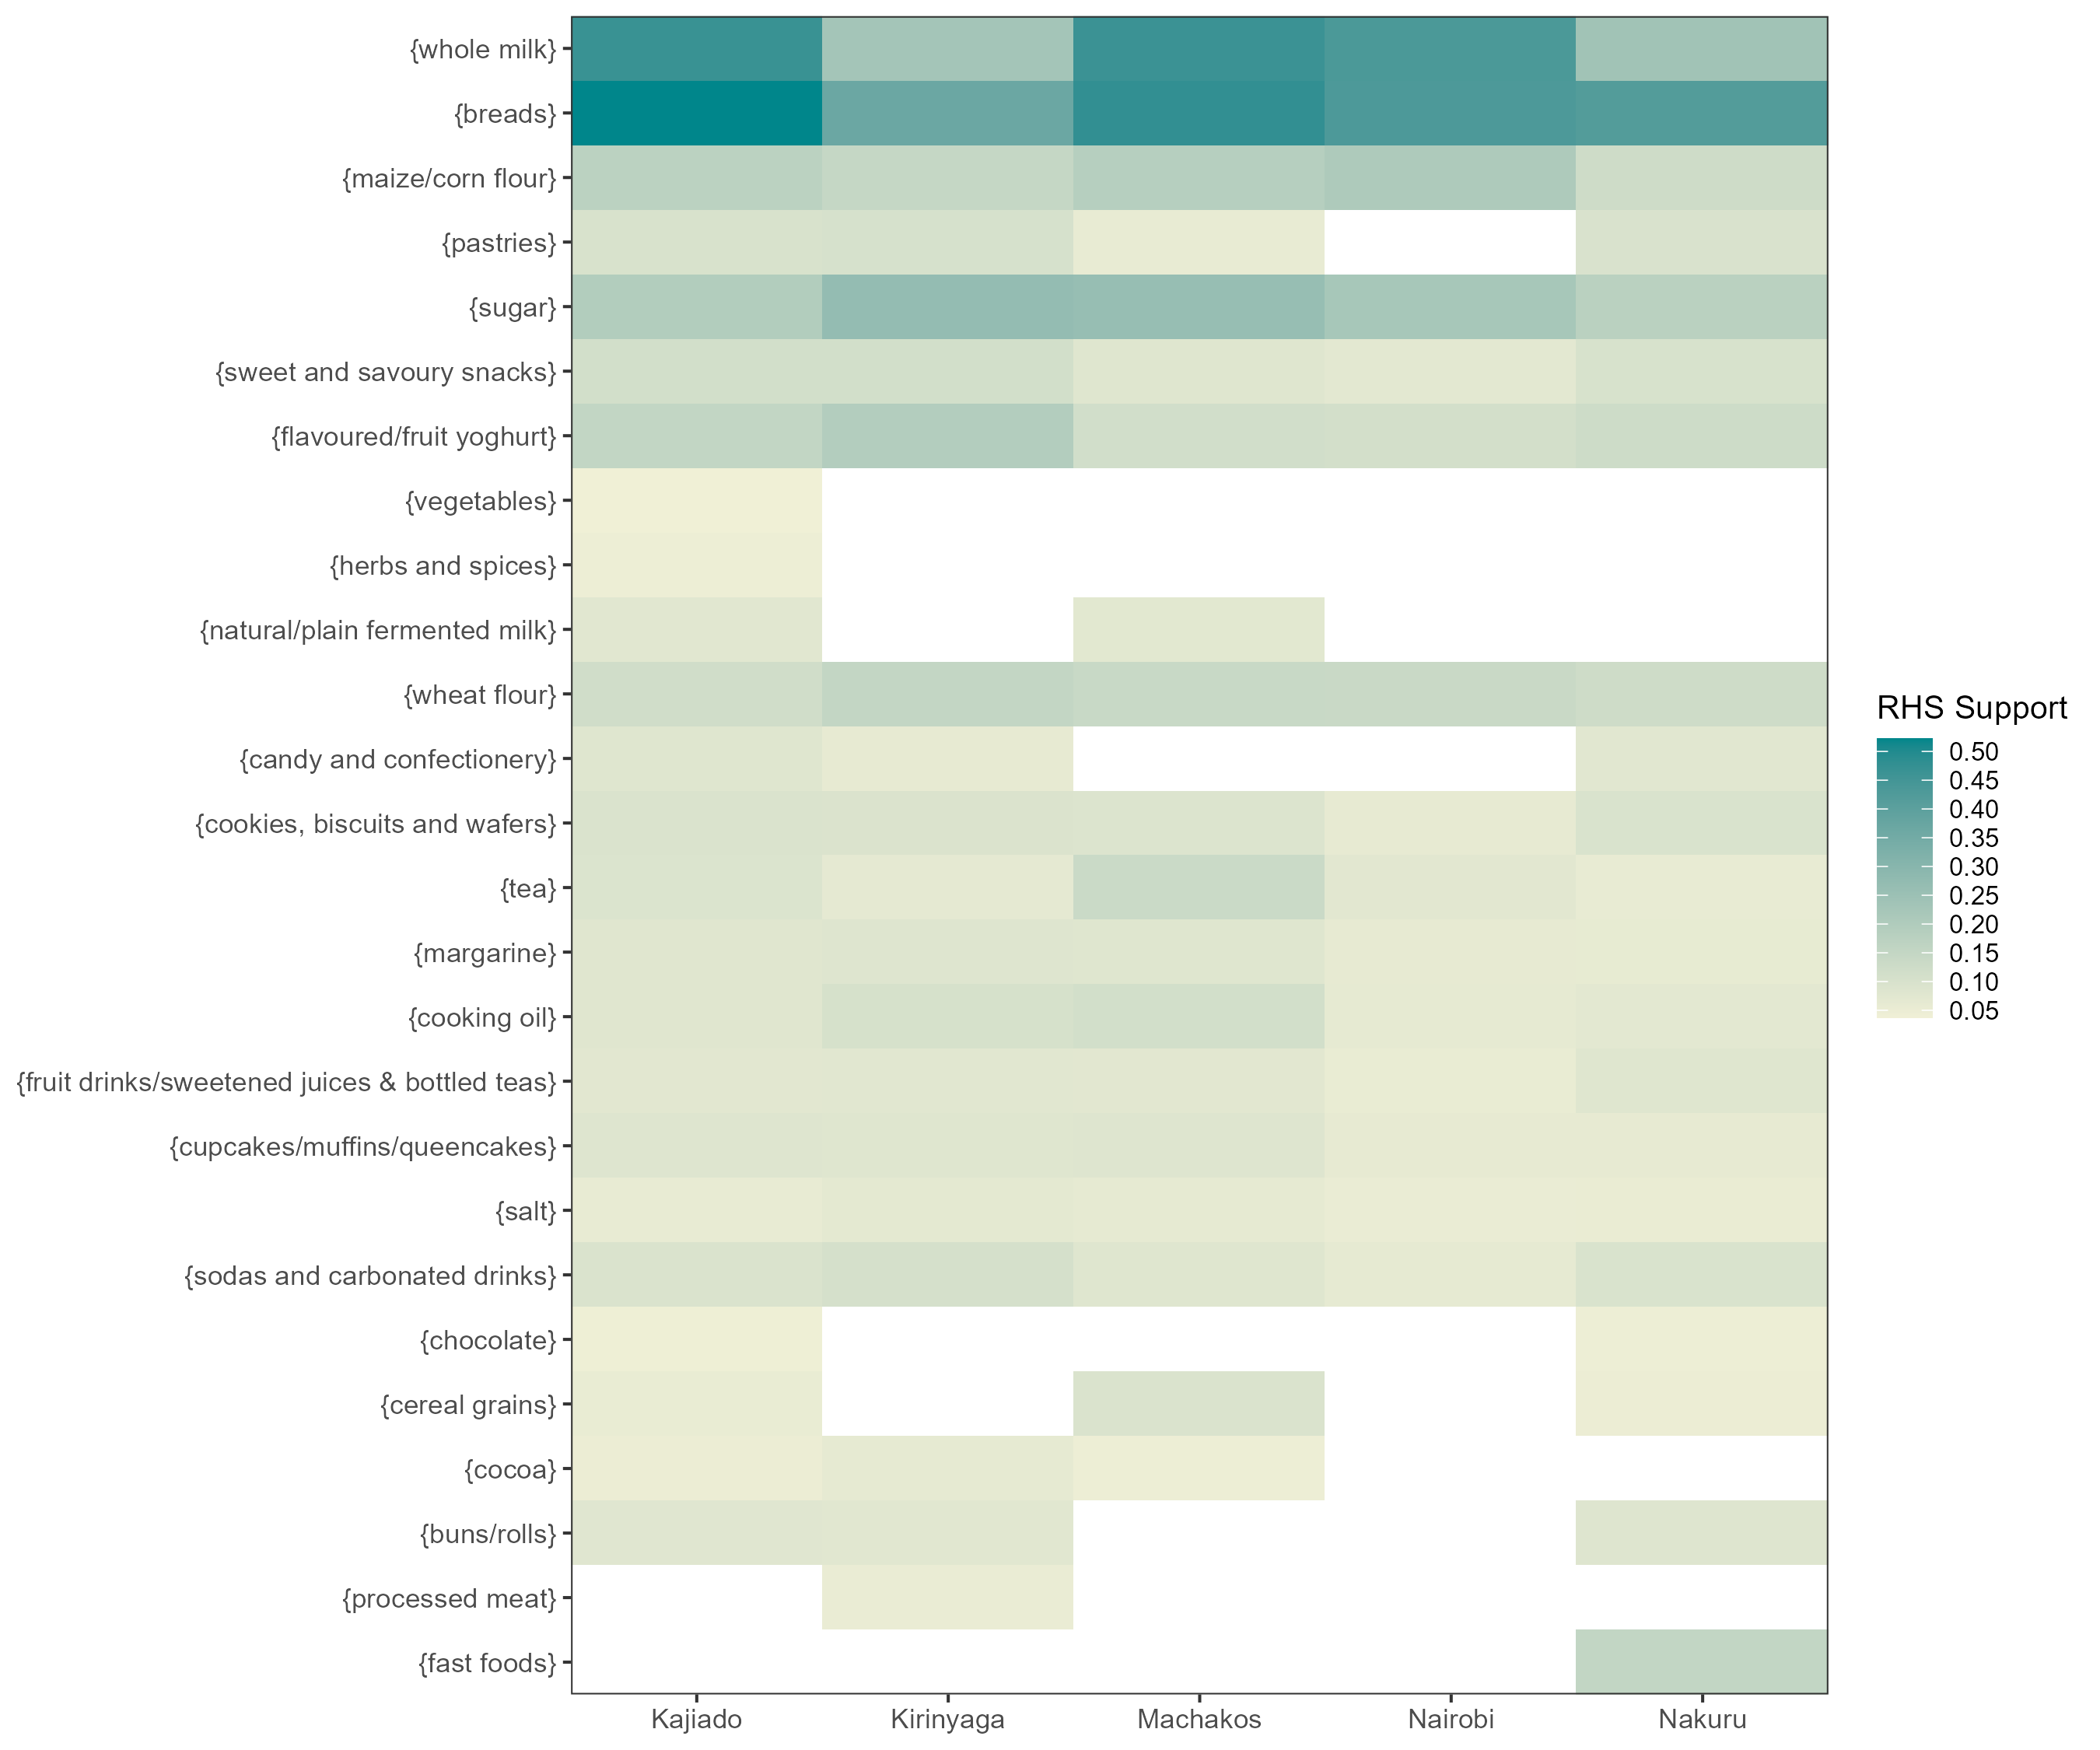 {whole milk}
{breads}
{maize/corn flour}
{pastries}
{sugar}
{sweet and savoury snacks}
{flavoured/fruit yoghurt}
{vegetables}
{herbs and spices}
{natural/plain fermented milk}
{wheat flour}
{candy and confectionery}
{cookies, biscuits and wafers}
{tea}
{margarine}
{cooking oil}
{fruit drinks/sweetened juices & bottled teas}
{cupcakes/muffins/queencakes}
{salt}
{sodas and carbonated drinks}
{chocolate}
{cereal grains}
{cocoa}
{buns/rolls}
{processed meat}
{fast foods}
Kajiado Kirinyaga Machakos Nairobi Nakuru
RHS Support
0.50
0.45
0.40
0.35
0.30
0.25
0.20
0.15
0.10
0.05